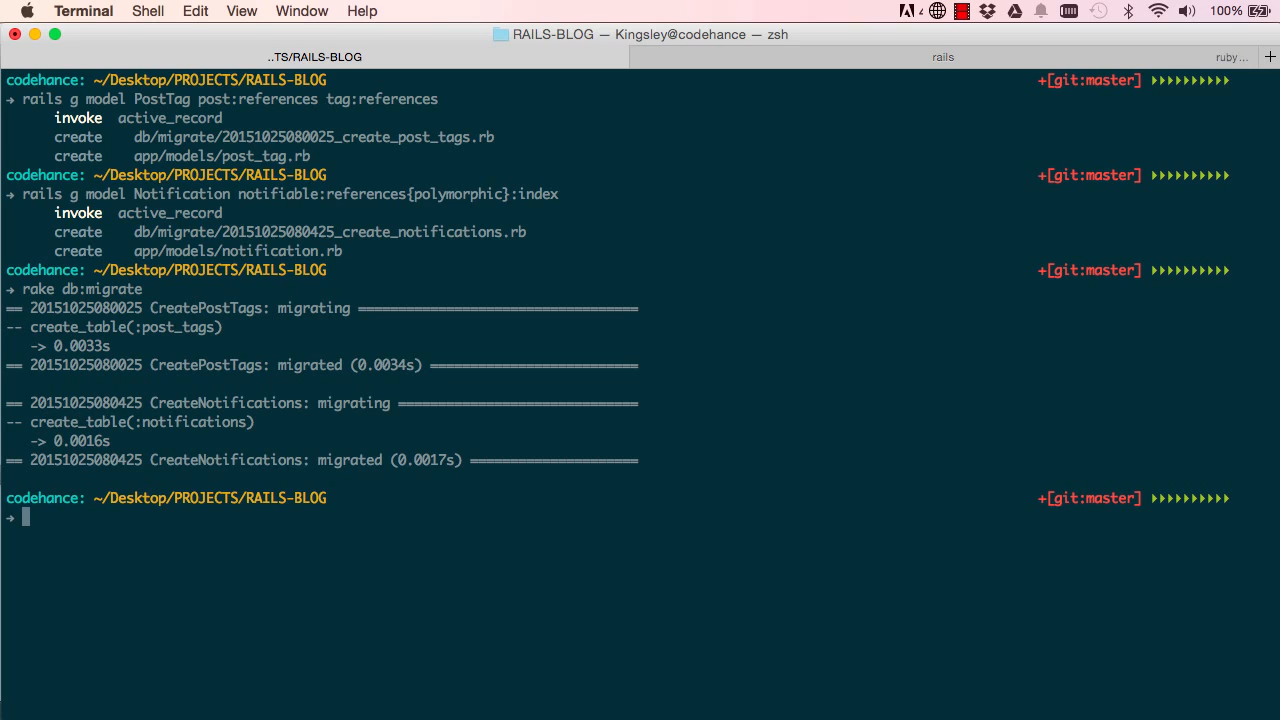 Terminal Shell Edit View Window Help 4 100%
RAILS-BLOG — Kingsley@codehance — zsh
..TS/RAILS-BLOG rails ruby... +
codehance: ~/Desktop/PROJECTS/RAILS-BLOG +[git:master]
→ rails g model PostTag post:references tag:references
invoke active_record
create db/migrate/20151025080025_create_post_tags.rb
create app/models/post_tag.rb
codehance: ~/Desktop/PROJECTS/RAILS-BLOG +[git:master]
→ rails g model Notification notifiable:references{polymorphic}:index
invoke active_record
create db/migrate/20151025080425_create_notifications.rb
create app/models/notification.rb
codehance: ~/Desktop/PROJECTS/RAILS-BLOG +[git:master]
→ rake db:migrate
== 20151025080025 CreatePostTags: migrating ===================================
-- create_table(:post_tags)
-> 0.0033s
== 20151025080025 CreatePostTags: migrated (0.0034s) ==========================
== 20151025080425 CreateNotifications: migrating ==============================
-- create_table(:notifications)
-> 0.0016s
== 20151025080425 CreateNotifications: migrated (0.0017s) =====================
codehance: ~/Desktop/PROJECTS/RAILS-BLOG +[git:master]
→